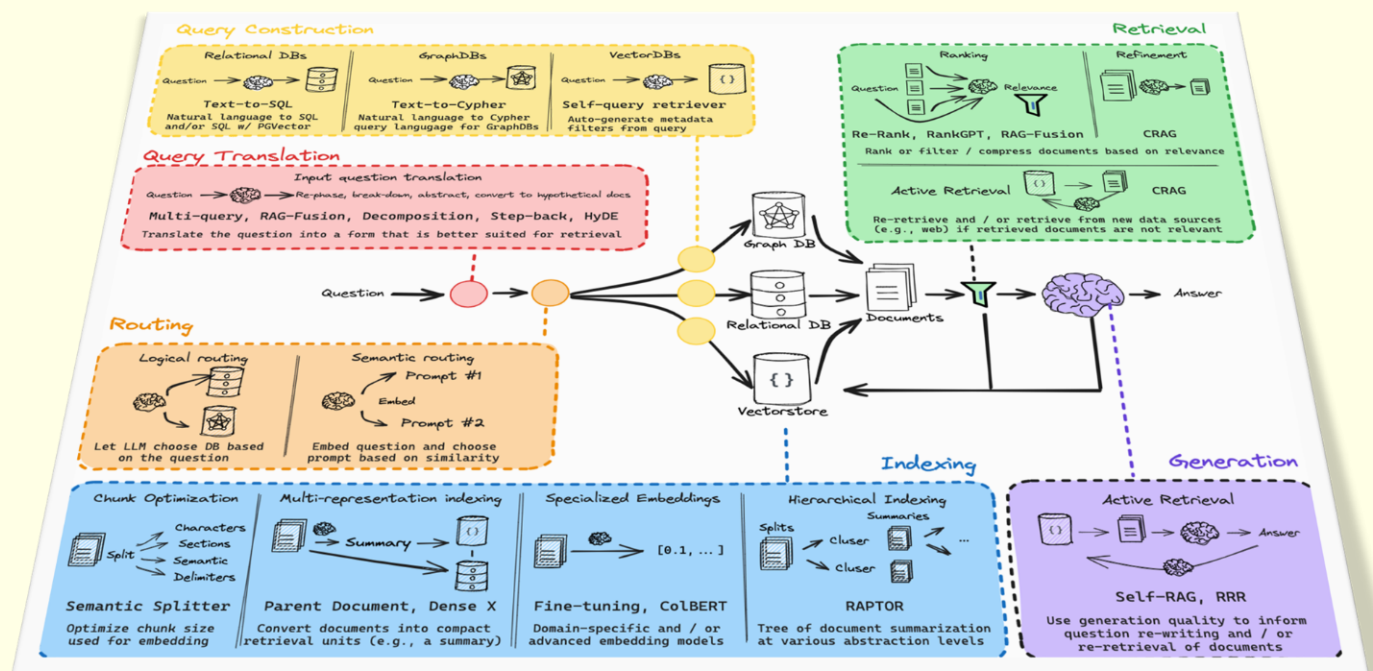 Query Construction
Relational DBs
Question
Text-to-SQL
Natural language to SQL
and/or SQL w/ PGVector
GraphDBs
Question
Text-to-Cypher
Natural language to Cypher
query langugage for GraphDBs
VectorDBs
Question
{ }
Self-query retriever
Auto-generate metadata
filters from query
Retrieval
Ranking
Question
Relevance
Re-Rank, RankGPT, RAG-Fusion
Refinement
CRAG
Rank or filter / compress documents based on relevance
Active Retrieval
{ }
CRAG
Re-retrieve and / or retrieve from new data sources
(e.g., web) if retrieved documents are not relevant
Query Translation
Input question translation
Question
Re-phase, break-down, abstract, convert to hypothetical docs
Multi-query, RAG-Fusion, Decomposition, Step-back, HyDE
Translate the question into a form that is better suited for retrieval
Question
Graph DB
Relational DB
{ }
Vectorstore
Documents
Answer
Routing
Logical routing
Let LLM choose DB based
on the question
Semantic routing
Prompt #1
Embed
Prompt #2
Embed question and choose
prompt based on similarity
Indexing
Chunk Optimization
Split
Characters
Sections
Semantic
Delimiters
Semantic Splitter
Optimize chunk size
used for embedding
Multi-representation indexing
Summary
{ }
Parent Document, Dense X
Convert documents into compact
retrieval units (e.g., a summary)
Specialized Embeddings
[0.1, ... ]
Fine-tuning, ColBERT
Domain-specific and / or
advanced embedding models
Hierarchical Indexing
Splits
Summaries
Cluser
Cluser
...
RAPTOR
Tree of document summarization
at various abstraction levels
Generation
Active Retrieval
{ }
Answer
Self-RAG, RRR
Use generation quality to inform
question re-writing and / or
re-retrieval of documents